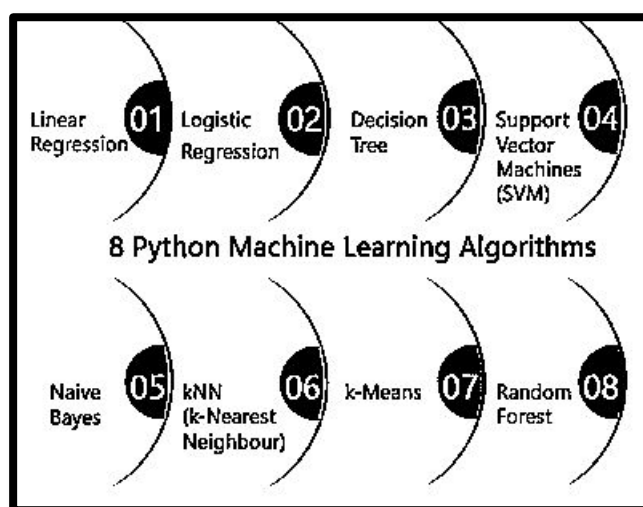 Linear
Regression
01
Logistic
Regression
02
Decision
Tree
03
Support
Vector
Machines
(SVM)
04
8 Python Machine Learning Algorithms
Naive
Bayes
05
kNN
(k-Nearest
Neighbour)
06
k-Means
07
Random
Forest
08